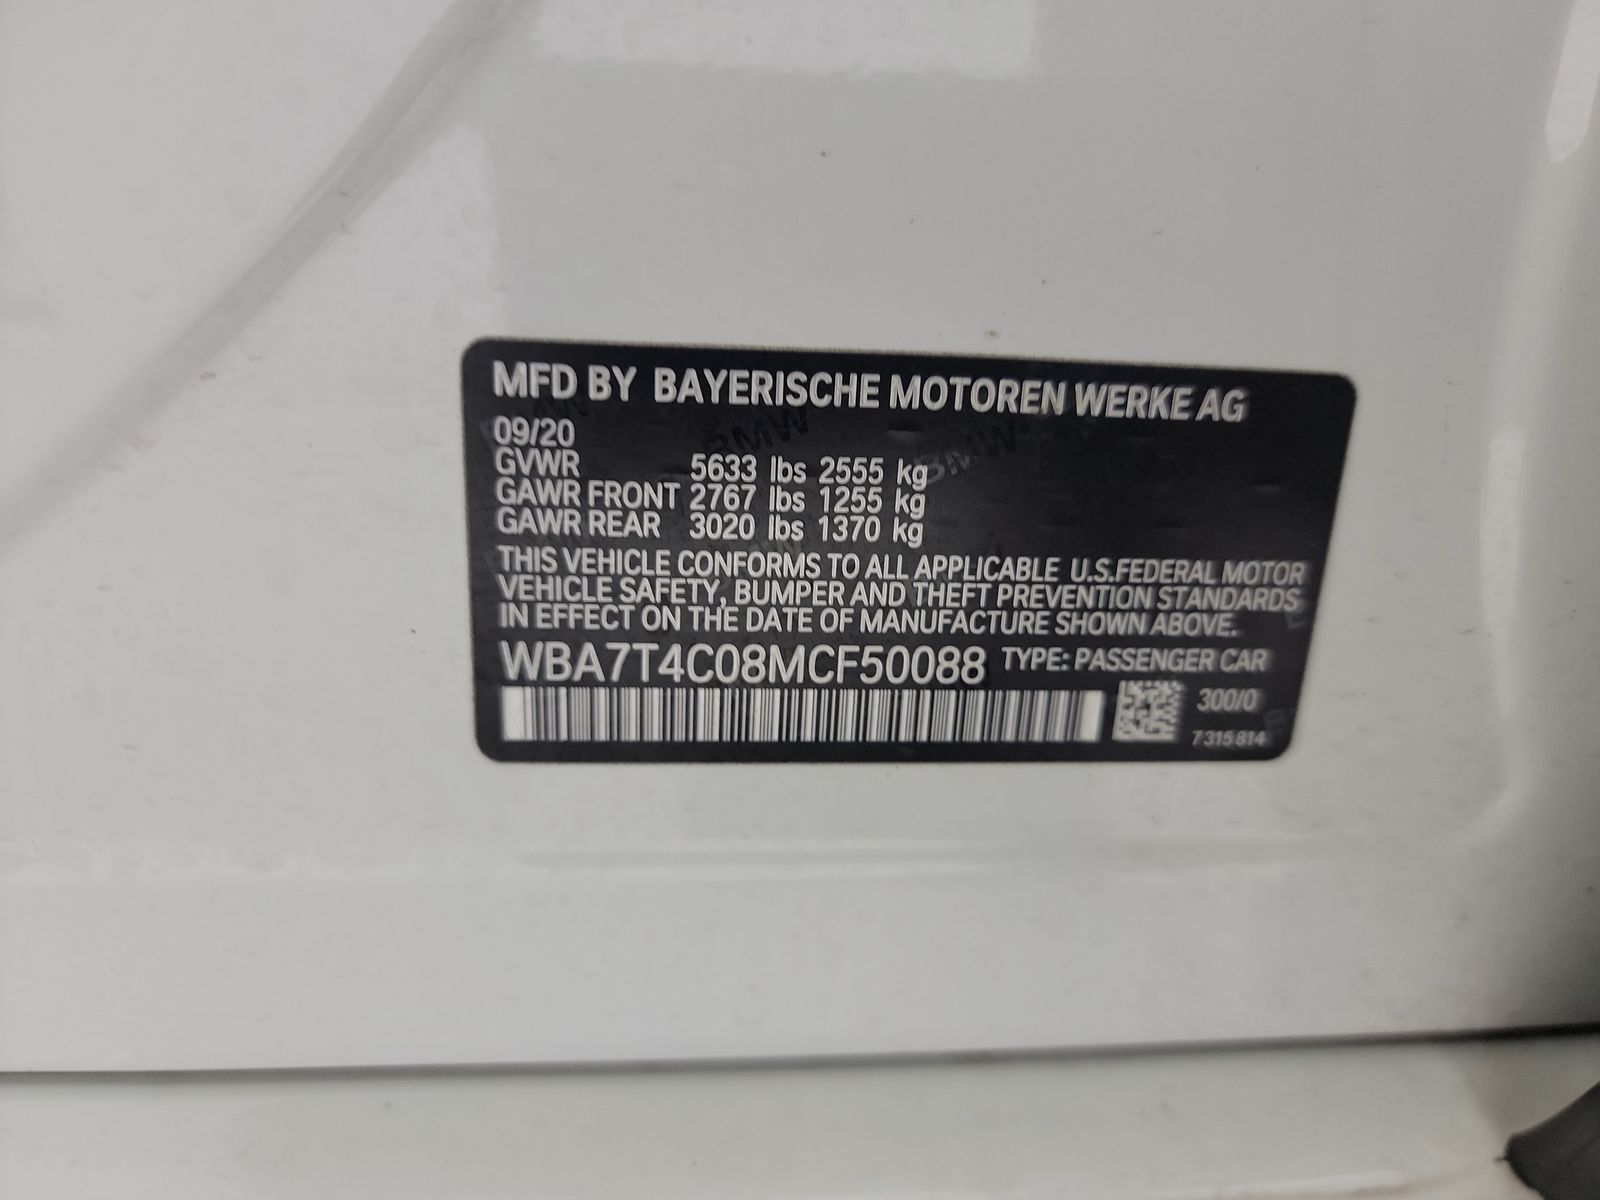 MFD BY BAYERISCHE MOTOREN WERKE AG
09/20
GVWR 5633 lbs 2555 kg
GAWR FRONT 2767 lbs 1255 kg
GAWR REAR 3020 lbs 1370 kg
THIS VEHICLE CONFORMS TO ALL APPLICABLE U.S.FEDERAL MOTOR
VEHICLE SAFETY, BUMPER AND THEFT PREVENTION STANDARDS
IN EFFECT ON THE DATE OF MANUFACTURE SHOWN ABOVE.
WBA7T4C08MCF50088 TYPE: PASSENGER CAR
300/0
7315814
BMW
BMW